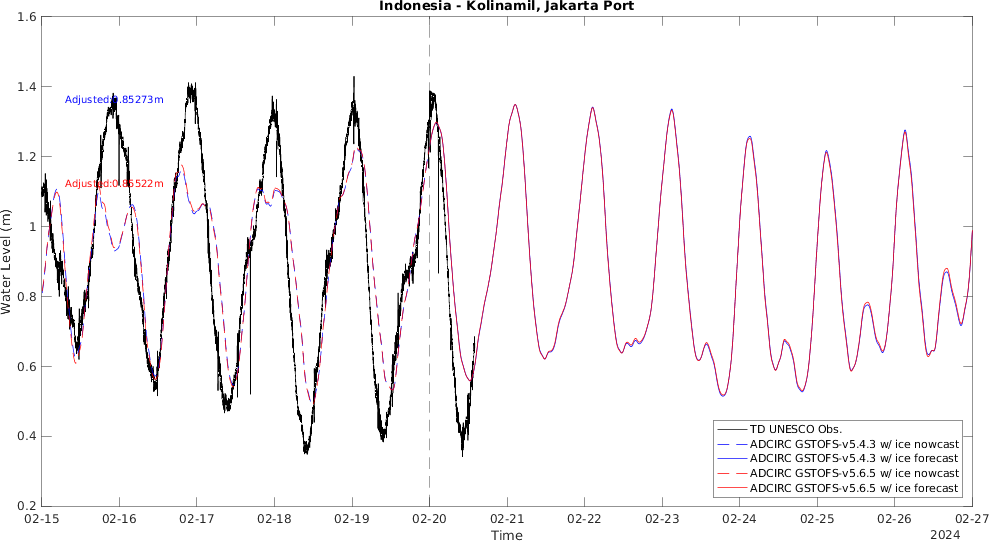 Indonesia - Kolinamil, Jakarta Port
1.6
1.4
1.2
1
0.8
0.6
0.4
0.2
Water Level (m)
Adjusted:0.85273m
Adjusted:0.85522m
TD UNESCO Obs.
ADCIRC GSTOFS-v5.4.3 w/ ice nowcast
ADCIRC GSTOFS-v5.4.3 w/ ice forecast
ADCIRC GSTOFS-v5.6.5 w/ ice nowcast
ADCIRC GSTOFS-v5.6.5 w/ ice forecast
02-15 02-16 02-17 02-18 02-19 02-20 02-21 02-22 02-23 02-24 02-25 02-26 02-27
Time
2024